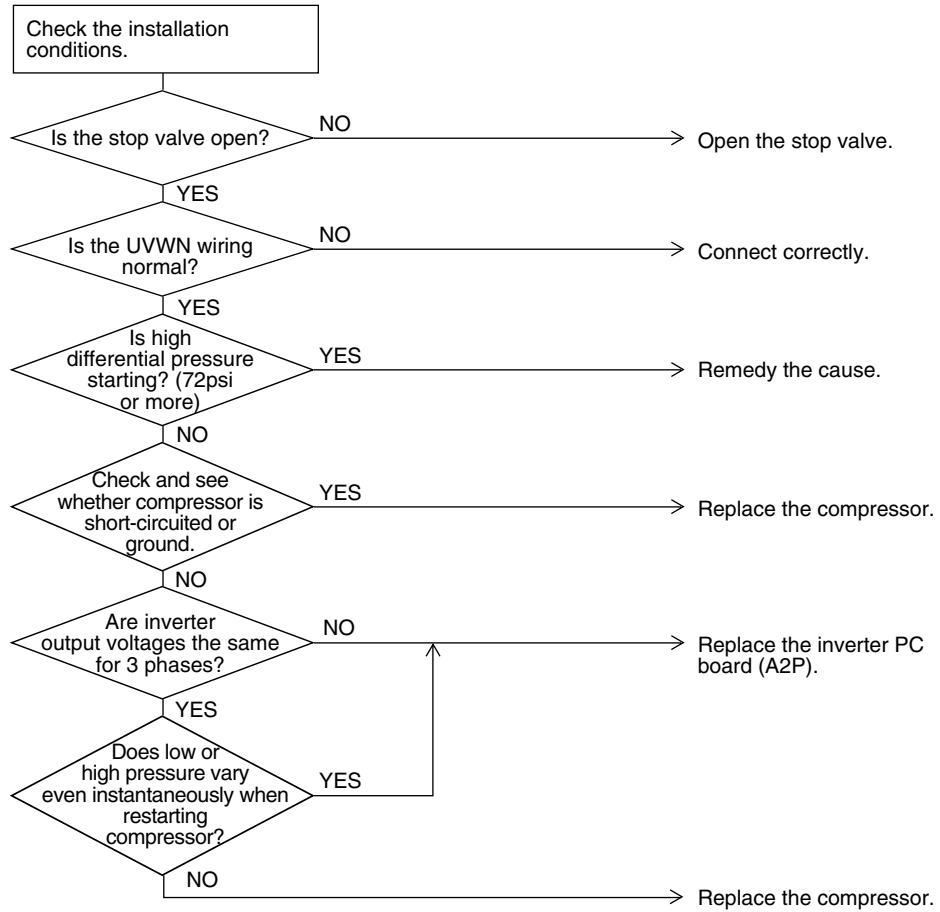 Check the installation
conditions.
Is the stop valve open?
NO
Open the stop valve.
YES
Is the UVWN wiring
normal?
NO
Connect correctly.
YES
Is high
differential pressure
starting? (72psi
or more)
YES
Remedy the cause.
NO
Check and see
whether compressor is
short-circuited or
ground.
YES
Replace the compressor.
NO
Are inverter
output voltages the same
for 3 phases?
NO
Replace the inverter PC
board (A2P).
YES
Does low or
high pressure vary
even instantaneously when
restarting
compressor?
YES
NO
Replace the compressor.